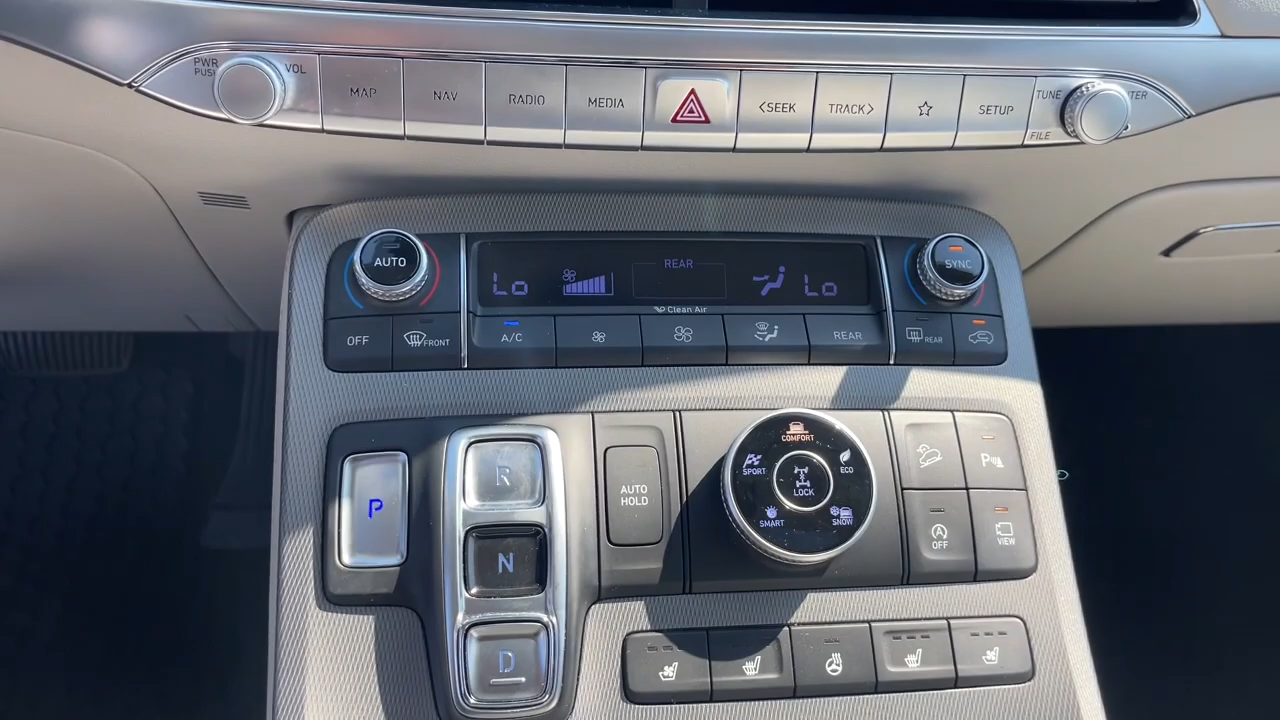 PWR
PUSH
VOL
MAP
NAV
RADIO
MEDIA
<SEEK
TRACK>
SETUP
TUNE
FILE
AUTO
Lo
REAR
Lo
SYNC
Clean Air
OFF
FRONT
A/C
REAR
REAR
P
R
N
D
AUTO
HOLD
COMFORT
SPORT
ECO
LOCK
SMART
SNOW
P
A
OFF
VIEW